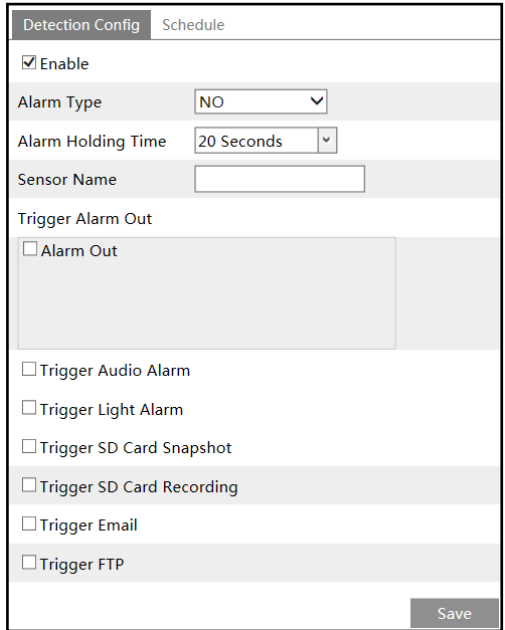 Detection Config Schedule
Enable
Alarm Type NO
Alarm Holding Time 20 Seconds
Sensor Name
Trigger Alarm Out
Alarm Out
Trigger Audio Alarm
Trigger Light Alarm
Trigger SD Card Snapshot
Trigger SD Card Recording
Trigger Email
Trigger FTP
Save